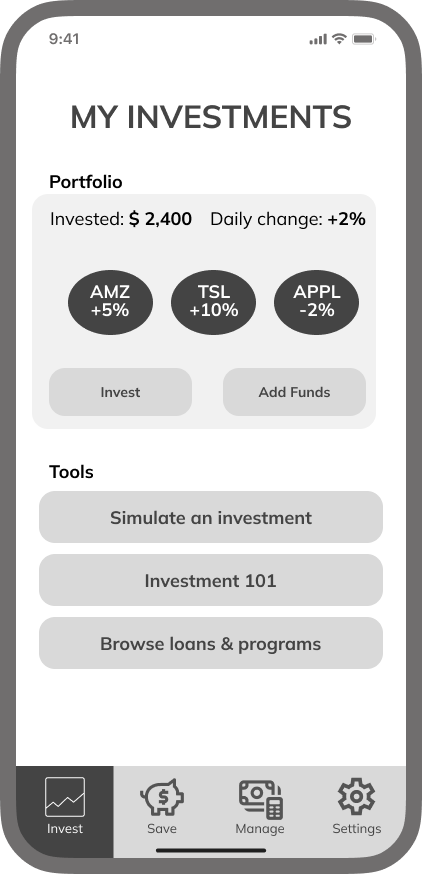 9:41
MY INVESTMENTS
Portfolio
Invested: $ 2,400 Daily change: +2%
AMZ TSL APPL
+5% +10% -2%
Invest Add Funds
Tools
Simulate an investment
Investment 101
Browse loans & programs
$
Invest Save Manage Settings